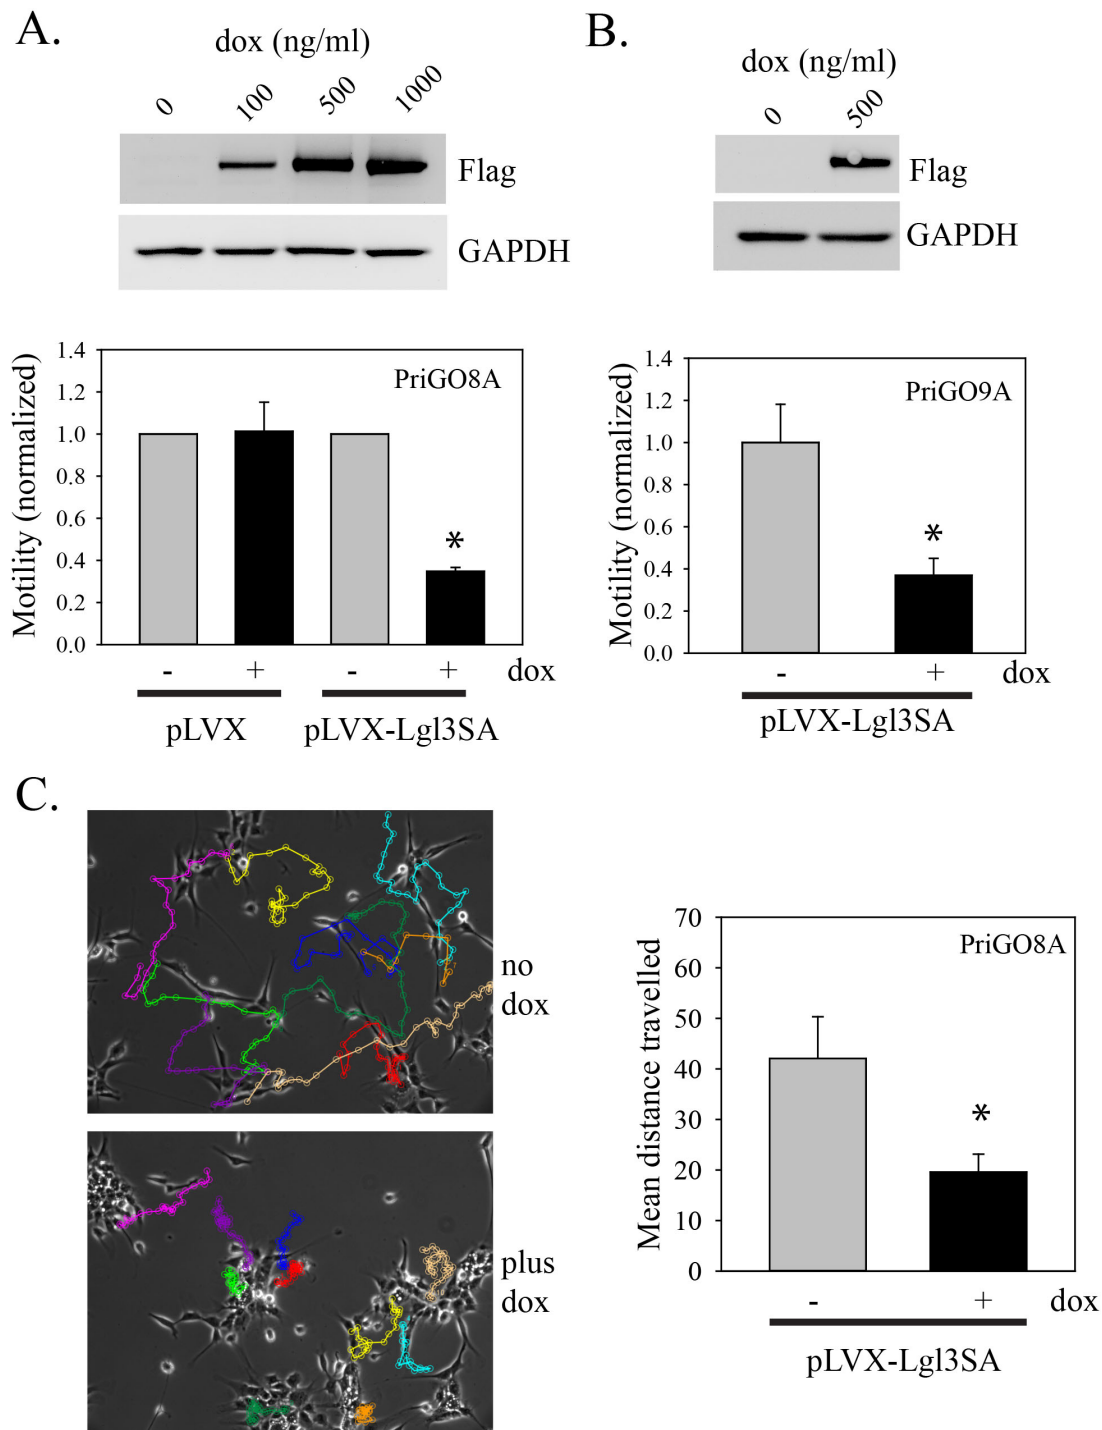 A.
dox (ng/ml)
0 100 500 1000
Flag
GAPDH
1.4
1.2
1.0
0.8
0.6
0.4
0.2
0.0
Motility (normalized)
PriGO8A
*
- + - + dox
pLVX pLVX-Lgl3SA
B.
dox (ng/ml)
0 500
Flag
GAPDH
1.4
1.2
1.0
0.8
0.6
0.4
0.2
0.0
Motility (normalized)
PriGO9A
*
- + dox
pLVX-Lgl3SA
C.
no
dox
plus
dox
70
60
50
40
30
20
10
0
Mean distance travelled
PriGO8A
*
- + dox
pLVX-Lgl3SA